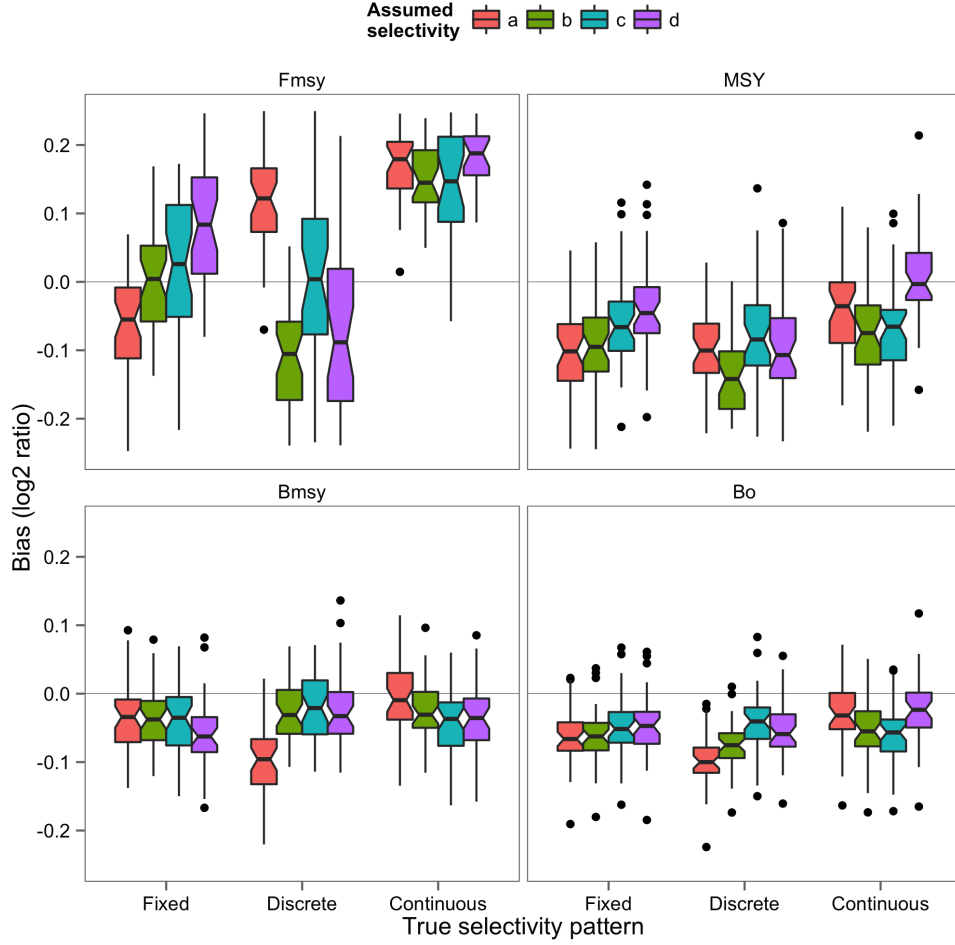 Assumed
selectivity
a b c d
Fmsy MSY
0.2
0.1
0.0
-0.1
-0.2
Bmsy Bo
0.2
0.1
0.0
-0.1
-0.2
Bias (log2 ratio)
Fixed Discrete Continuous Fixed Discrete Continuous
True selectivity pattern